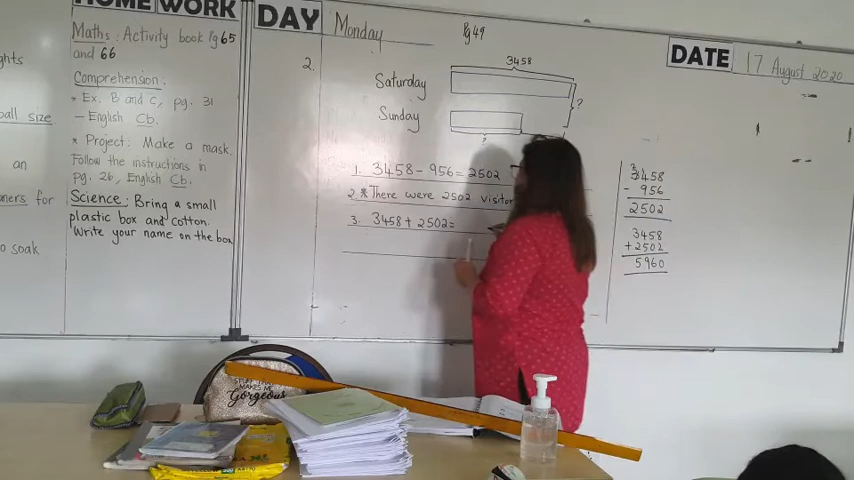 HOME WORK
ghts
ball size
an
oners for
to soak
Maths : Activity book Pg 65
and 66
Comprehension.
* Ex. B and C, pg. 31
- English Cb.
* Project: Make a mask.
Follow the instructions in
pg. 26, English Cb.
Science: Bring a small
plastic box and cotton.
Write your name on the box
DAY Monday
Pg 49
DATE 17 August 2020
2.
3458
Saturday
?
Sunday
?
1. 3458 - 956 = 2502
2. * There were 2502 visitor
3. 3458 + 2502 =
3458
- 956
2502
3458
+ 2502
5960
MAKES ME
Gorgeous